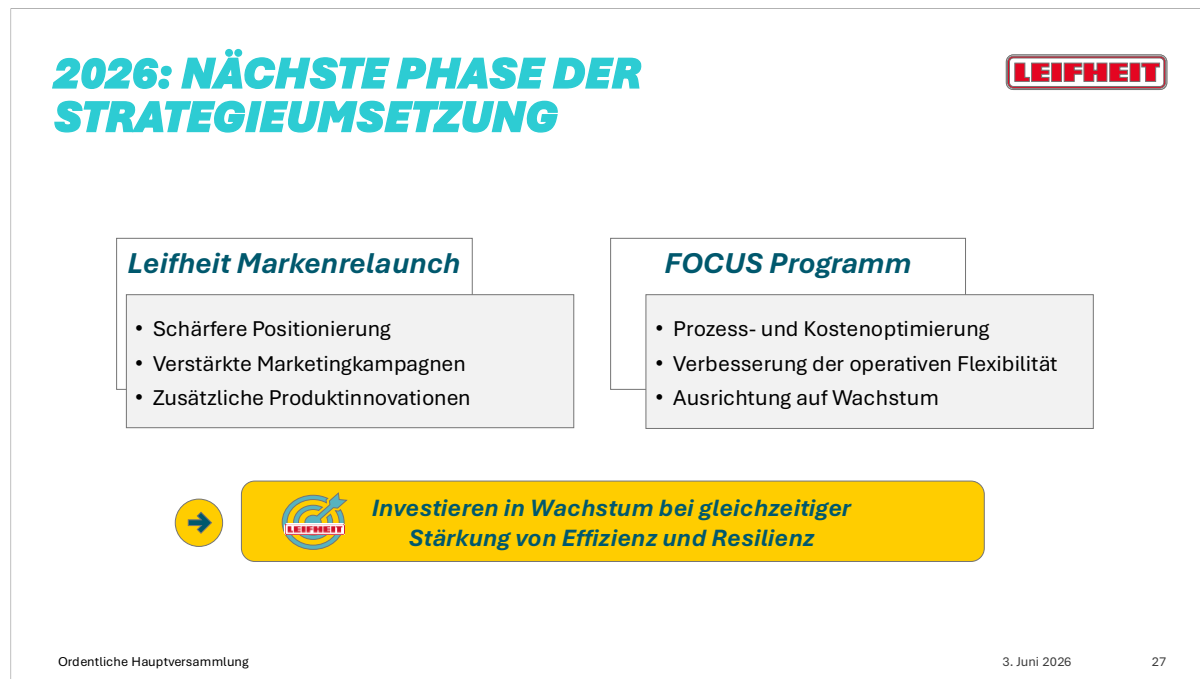 2026: NÄCHSTE PHASE DER
STRATEGIEUMSETZUNG
LEIFHEIT
Leifheit Markenrelaunch
• Schärfere Positionierung
• Verstärkte Marketingkampagnen
• Zusätzliche Produktinnovationen
FOCUS Programm
• Prozess- und Kostenoptimierung
• Verbesserung der operativen Flexibilität
• Ausrichtung auf Wachstum
LEIFHEIT
Investieren in Wachstum bei gleichzeitiger
Stärkung von Effizienz und Resilienz
Ordentliche Hauptversammlung
3. Juni 2026
27